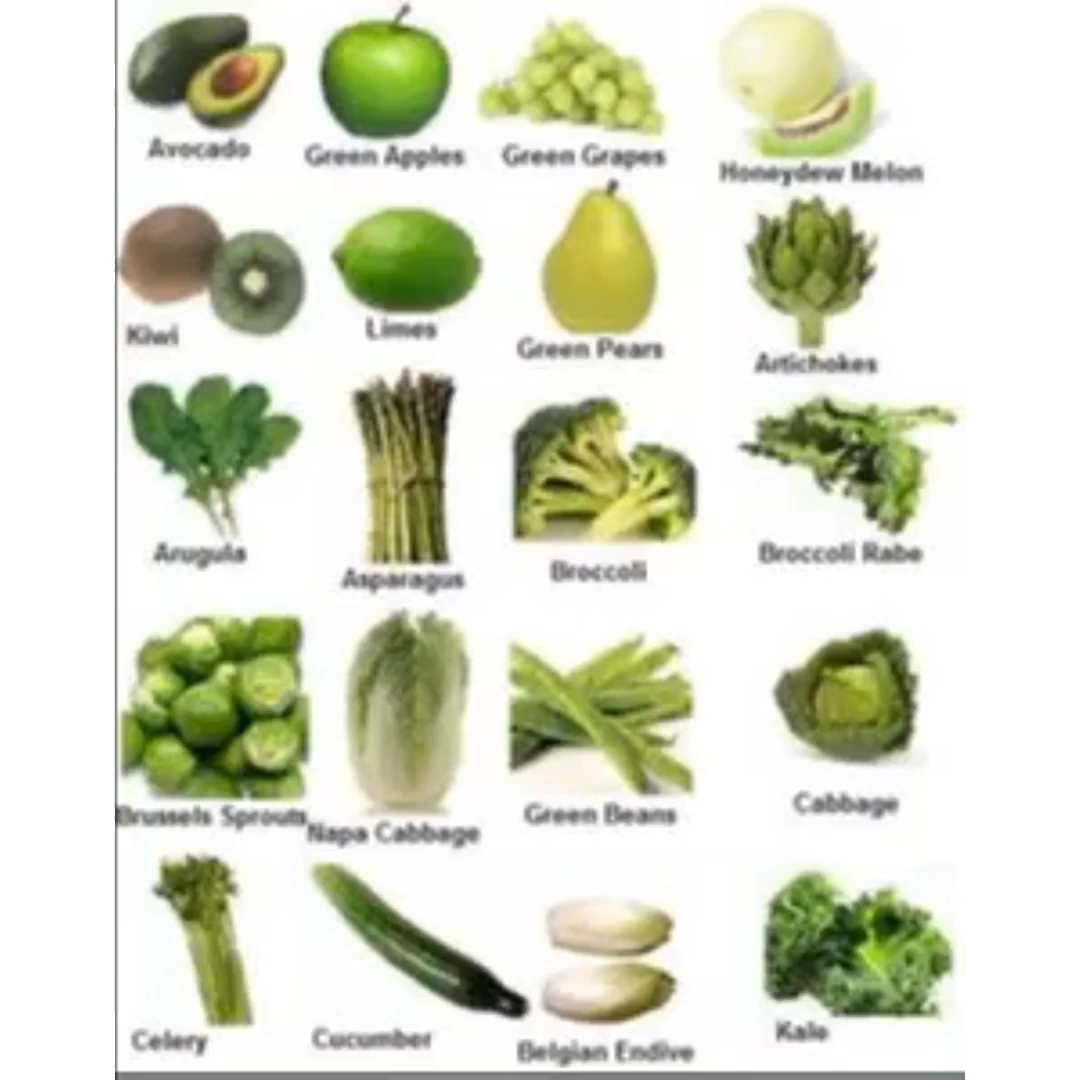 Avocado
Green Apples
Green Grapes
Honeydew Melon
Kiwi
Limes
Green Pears
Artichokes
Arugula
Asparagus
Broccoli
Broccoli Rabe
Brussels Sprouts
Napa Cabbage
Green Beans
Cabbage
Celery
Cucumber
Belgian Endive
Kale